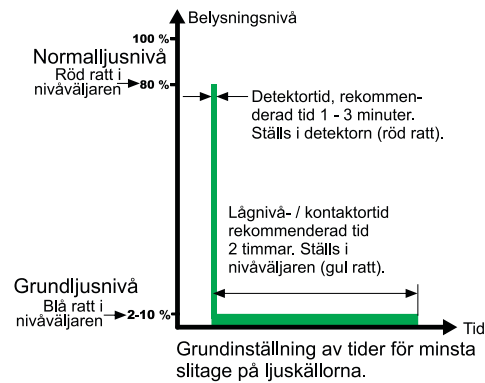 Belysningsnivå
100 %
Normalljusnivå
Röd ratt i
nivåväljaren
80 %
Detektortid, rekommen-
derad tid 1 - 3 minuter.
Ställs i detektorn (röd ratt).
Lågnivå- / kontaktortid
rekommenderad tid
2 timmar. Ställs i
nivåväljaren (gul ratt).
Grundljusnivå
Blå ratt i
nivåväljaren
2-10 %
Tid
Grundinställning av tider för minsta
slitage på ljuskällorna.